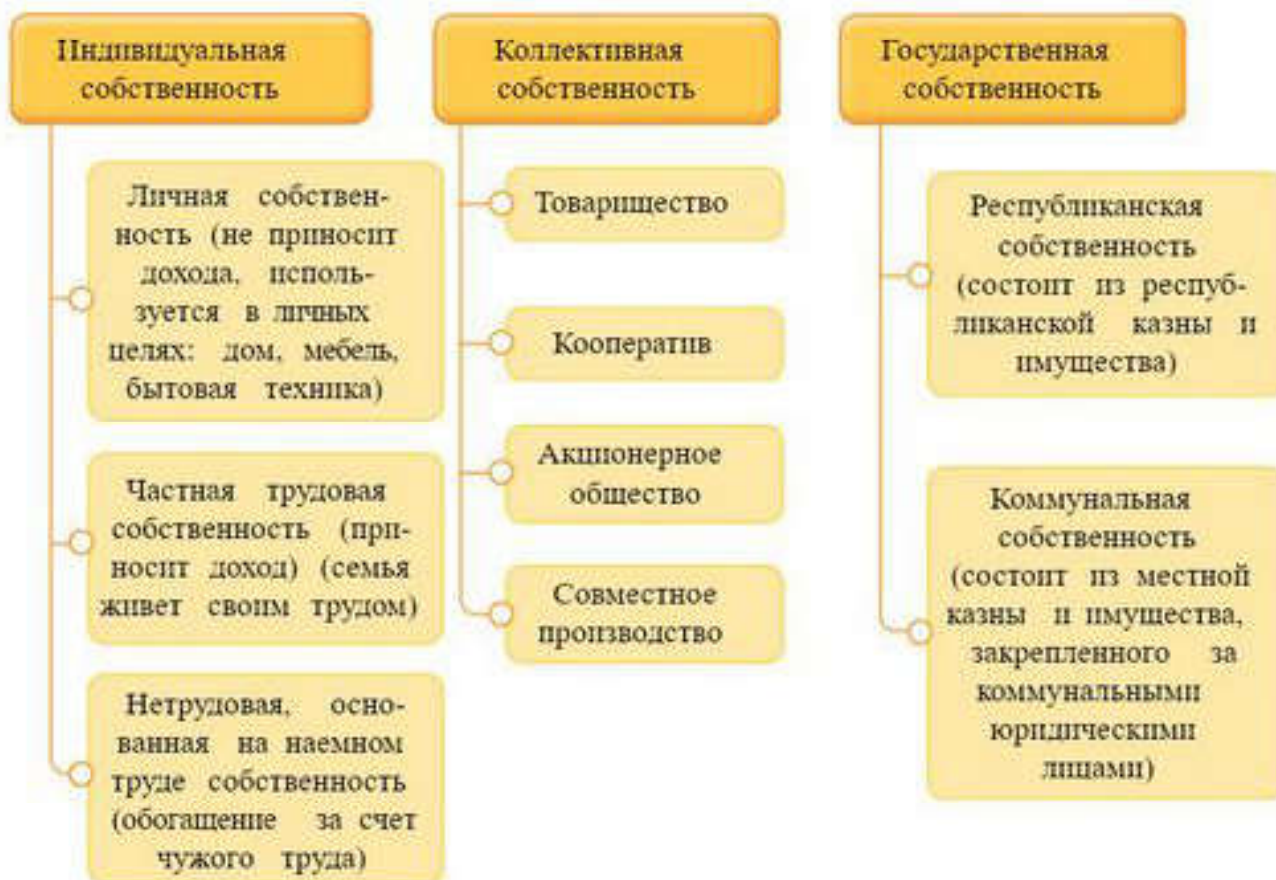 Индивидуальная
собственность
Личная собствен-
ность (не приносит
дохода, исполь-
зуется в личных
целях: дом, мебель,
бытовая техника)
Частная трудовая
собственность (при-
носит доход) (семья
живет своим трудом)
Нетрудовая, осно-
ванная на наемном
труде собственность
(обогащение за счет
чужого труда)
Коллективная
собственность
Товарищество
Кооператив
Акционерное
общество
Совместное
производство
Государственная
собственность
Республиканская
собственность
(состоит из респуб-
ликанской казны и
имущества)
Коммунальная
собственность
(состоит из местной
казны и имущества,
закрепленного за
коммунальными
юридическими
лицами)